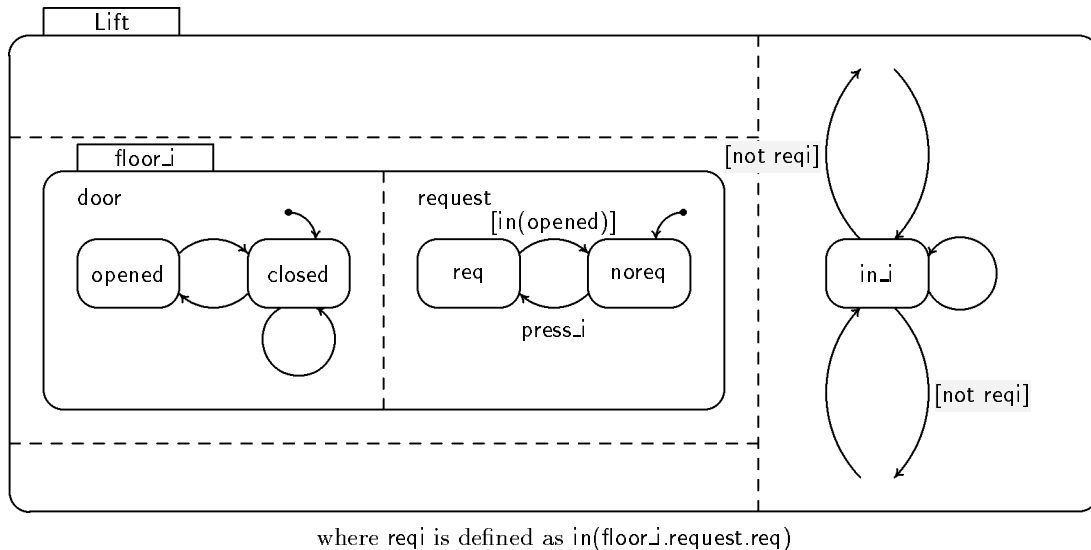 Lift
[not reqi]
floor_i
door
request
[in(opened)]
opened
closed
req
noreq
in_i
press_i
[not reqi]
where reqi is defined as in(floor_i.request.req)